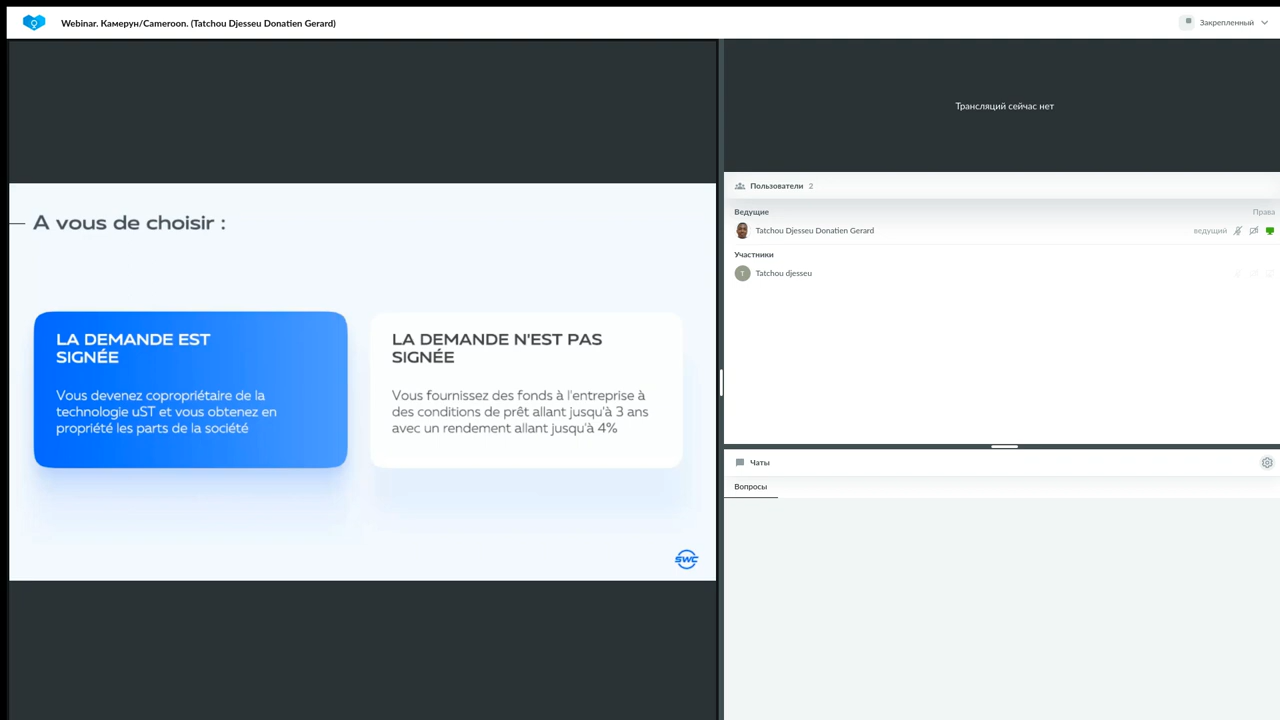 Webinar. Камерун/Cameroon. (Tatchou Djesseu Donatien Gerard)
Закрепленный
A vous de choisir :
LA DEMANDE EST
SIGNÉE
Vous devenez copropriétaire de la
technologie uST et vous obtenez en
propriété les parts de la société
LA DEMANDE N'EST PAS
SIGNÉE
Vous fournissez des fonds à l'entreprise à
des conditions de prêt allant jusqu'à 3 ans
avec un rendement allant jusqu'à 4%
SWC
Трансляций сейчас нет
Пользователи 2
Ведущие Права
Tatchou Djesseu Donatien Gerard ведущий
Участники
T Tatchou djesseu
Чаты
Вопросы